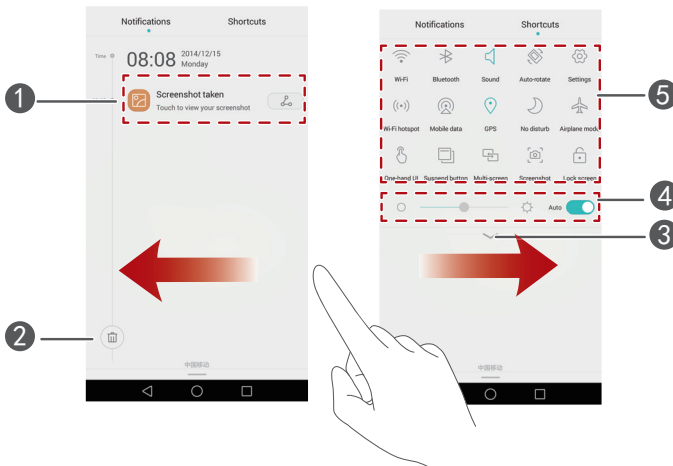 Notifications Shortcuts
Time 08:08 2014/12/15
Monday
1
Screenshot taken
Touch to view your screenshot
2
中国移动
Notifications Shortcuts
Wi-Fi Bluetooth Sound Auto-rotate Settings
5
Wi-Fi hotspot Mobile data GPS No disturb Airplane mode
One-hand UI Suspend button Multi-screen Screenshot Lock screen
Auto
4
3
中国移动